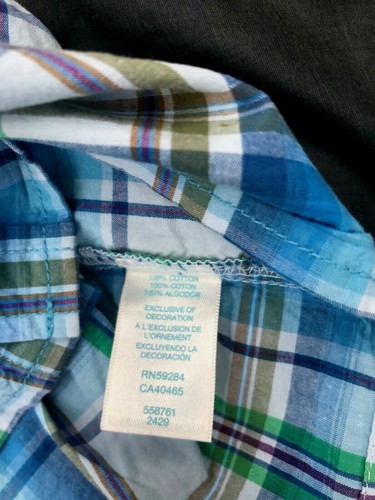 100% COTTON
100% COTON
100% ALGODÓN
EXCLUSIVE OF
DECORATION
A L'EXCLUSION DE
L'ORNEMENT
EXCLUYENDO LA
DECORACIÓN
RN59284
CA40465
558761
2429